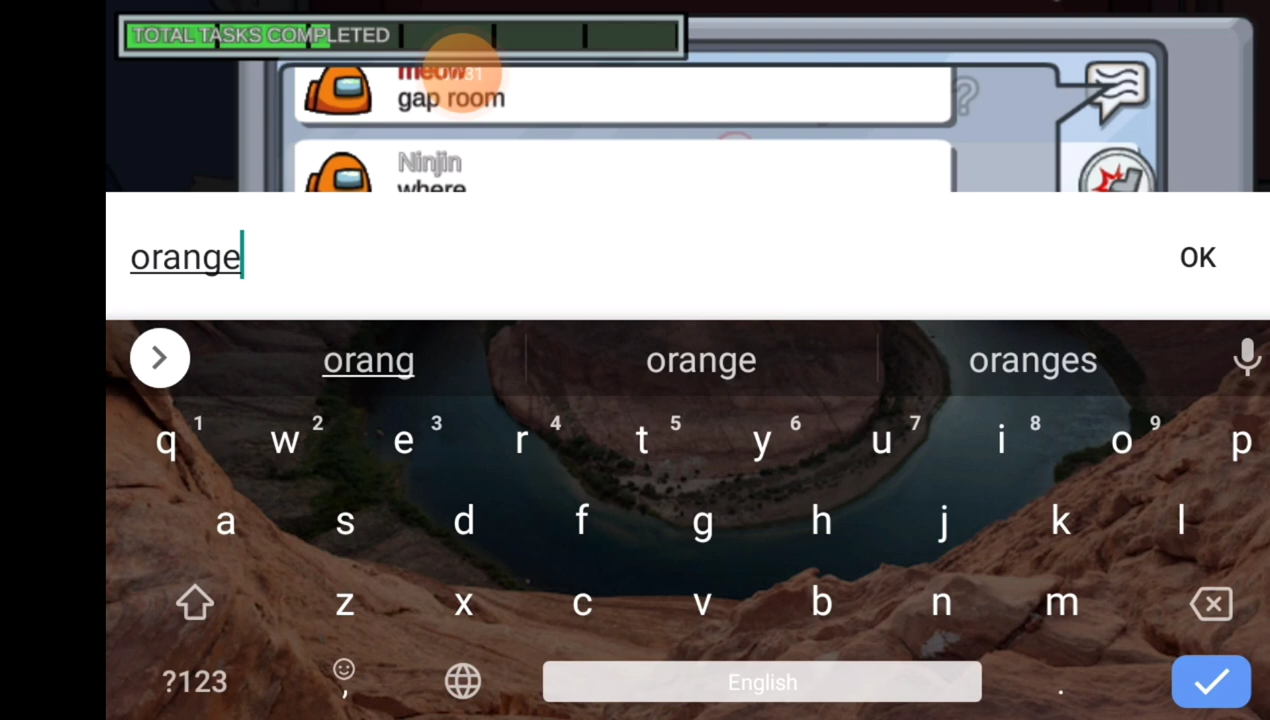 TOTAL TASKS COMPLETED
meow
gap room
?
Ninjin
where
orange
OK
orang orange oranges
q 1 w 2 e 3 r 4 t 5 y 6 u 7 i 8 o 9 p
a s d f g h j k l
z x c v b n m
?123 , English .